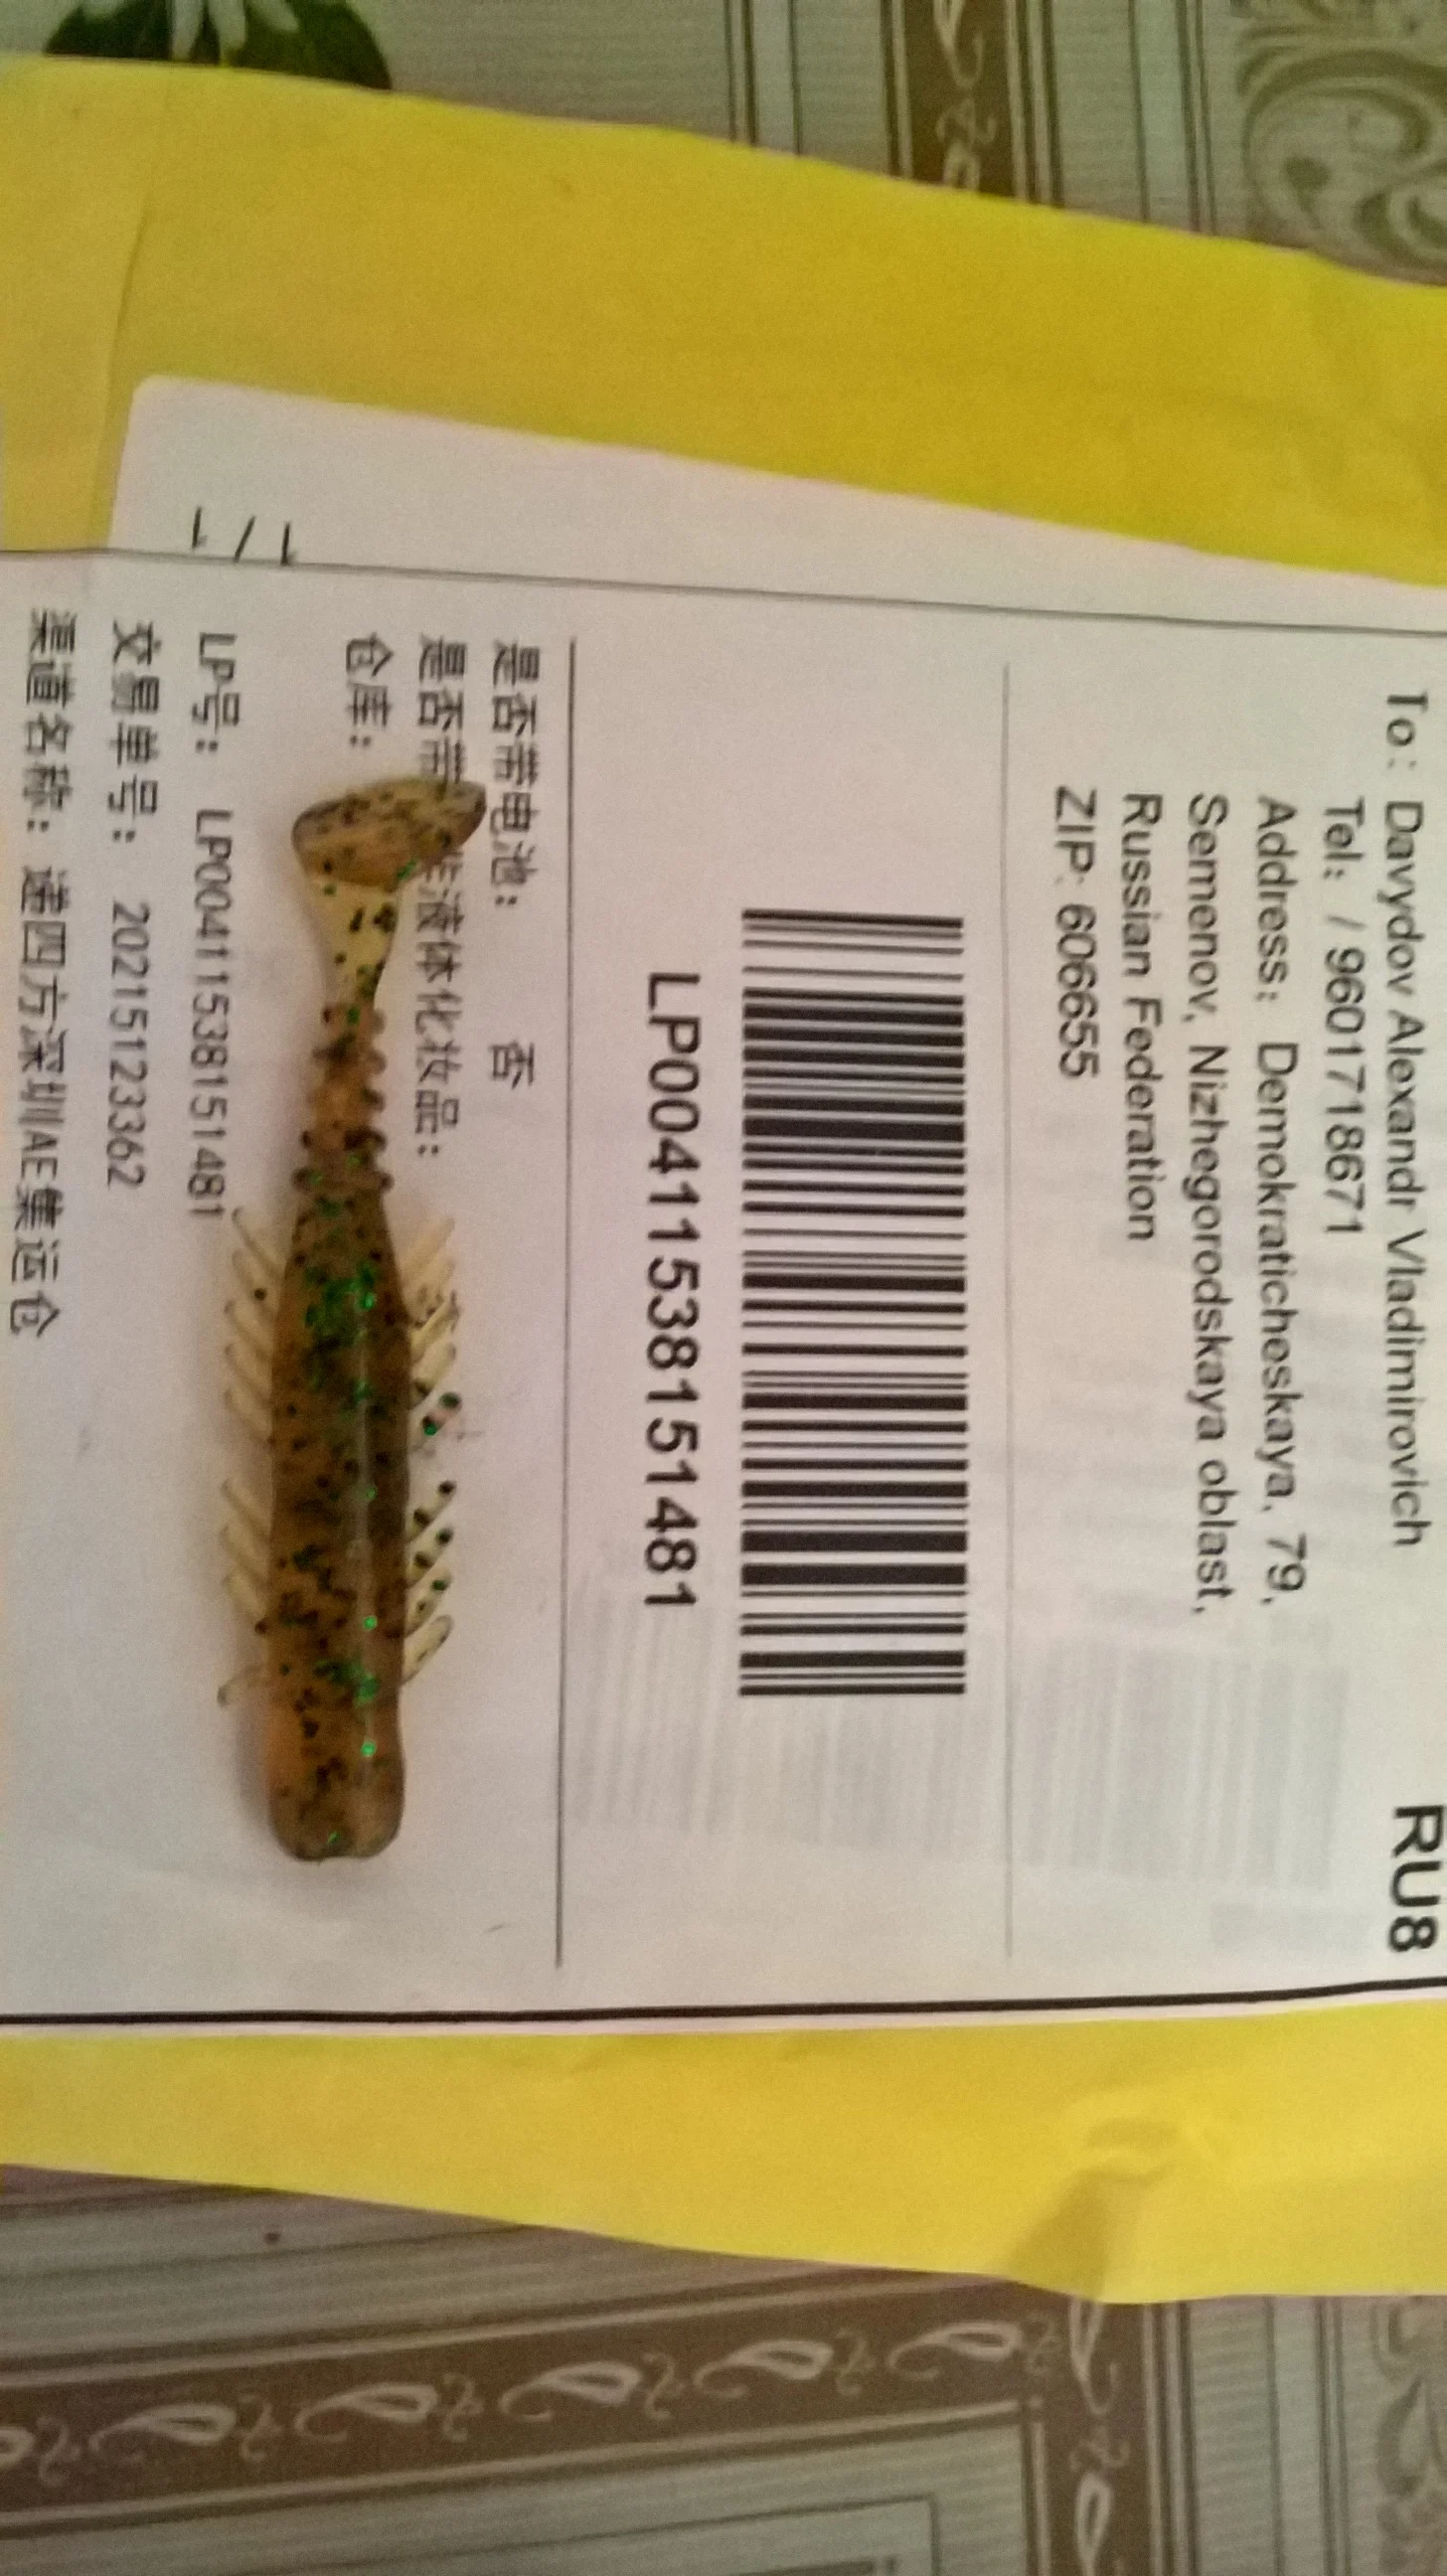 RU8
To: Davydov Alexandr Vladimirovich
Tel: / 9601718671
Address: Demokraticheskaya, 79,
Semenov, Nizhegorodskaya oblast,
Russian Federation
ZIP: 606655
LP00411538151481
是否带电池: 否
是否带 液体化妆品:
仓库:
LP号: LP00411538151481
交易单号: 20215123362
渠道名称: 递四方深圳AE集运仓
1/1